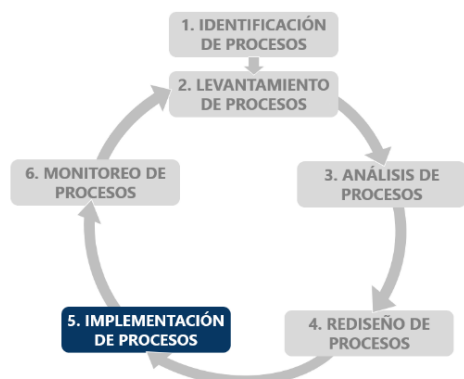 1. IDENTIFICACIÓN
DE PROCESOS
2. LEVANTAMIENTO
DE PROCESOS
3. ANÁLISIS DE
PROCESOS
4. REDISEÑO DE
PROCESOS
5. IMPLEMENTACIÓN
DE PROCESOS
6. MONITOREO DE
PROCESOS